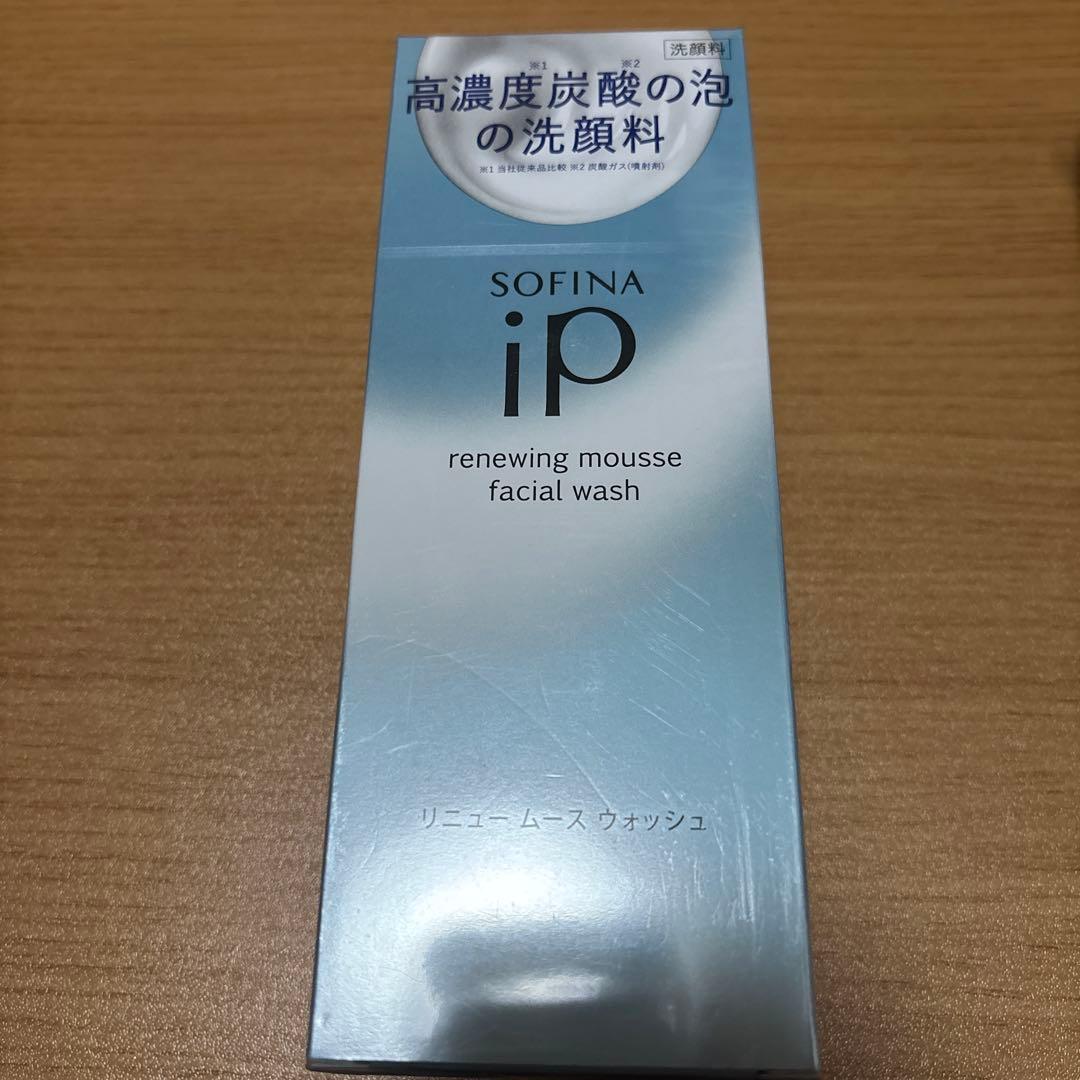 洗顔料
※1 ※2
高濃度炭酸の泡
の洗顔料
※1 当社従来品比較 ※2 炭酸ガス(噴射剤)
SOFINA
iP
renewing mousse
facial wash
リニュー ムース ウォッシュ